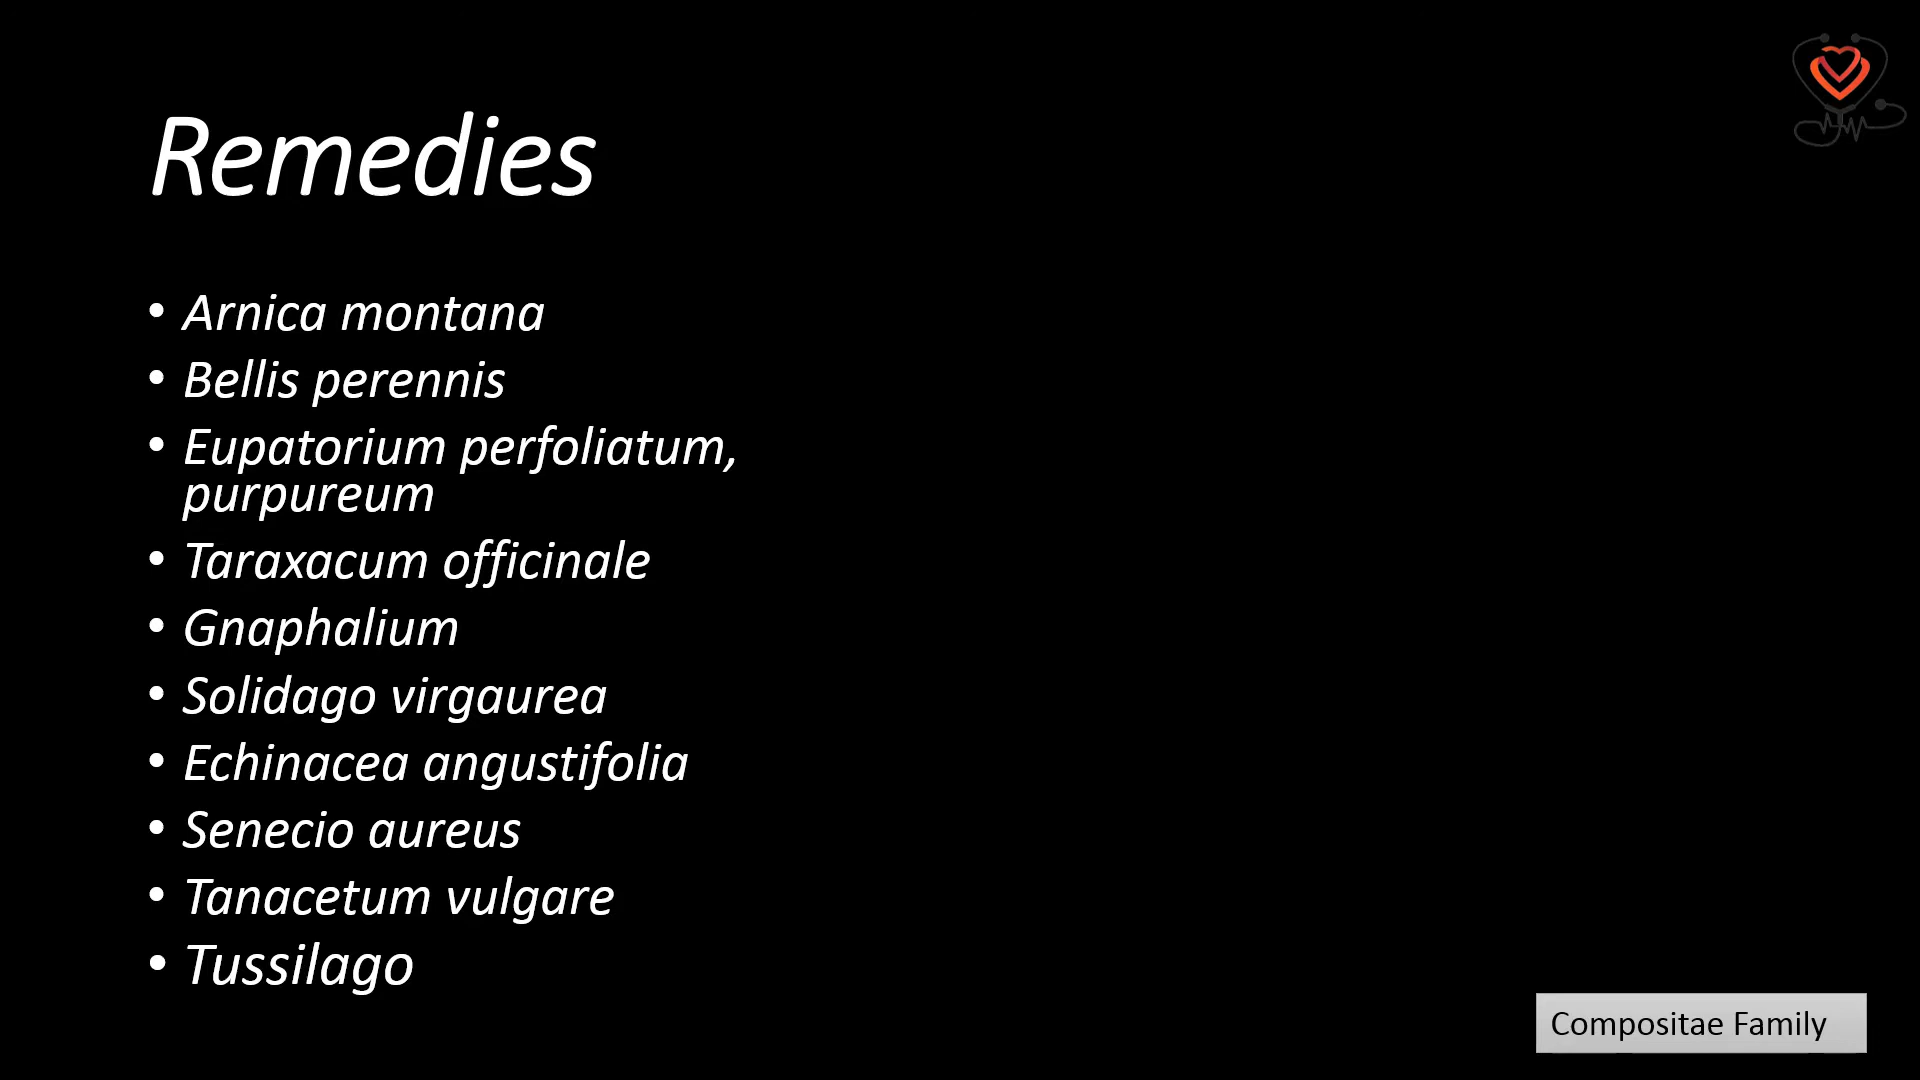 Remedies
• Arnica montana
• Bellis perennis
• Eupatorium perfoliatum,
purpureum
• Taraxacum officinale
• Gnaphalium
• Solidago virgaurea
• Echinacea angustifolia
• Senecio aureus
• Tanacetum vulgare
• Tussilago
Compositae Family